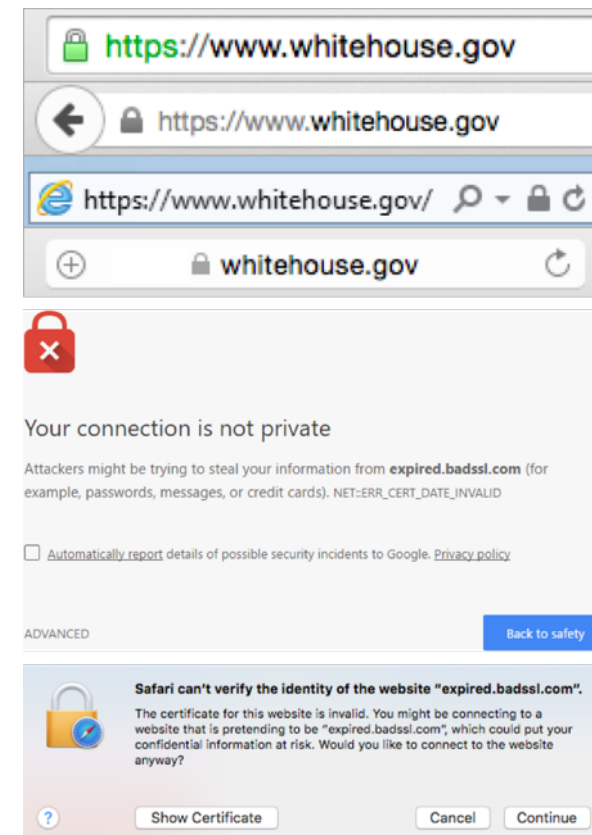 https://www.whitehouse.gov
https://www.whitehouse.gov
https://www.whitehouse.gov/
whitehouse.gov
Your connection is not private
Attackers might be trying to steal your information from expired.badssl.com (for
example, passwords, messages, or credit cards). NET::ERR_CERT_DATE_INVALID
Automatically report details of possible security incidents to Google. Privacy policy
ADVANCED
Back to safety
Safari can't verify the identity of the website "expired.badssl.com".
The certificate for this website is invalid. You might be connecting to a
website that is pretending to be "expired.badssl.com", which could put your
confidential information at risk. Would you like to connect to the website
anyway?
?
Show Certificate
Cancel
Continue